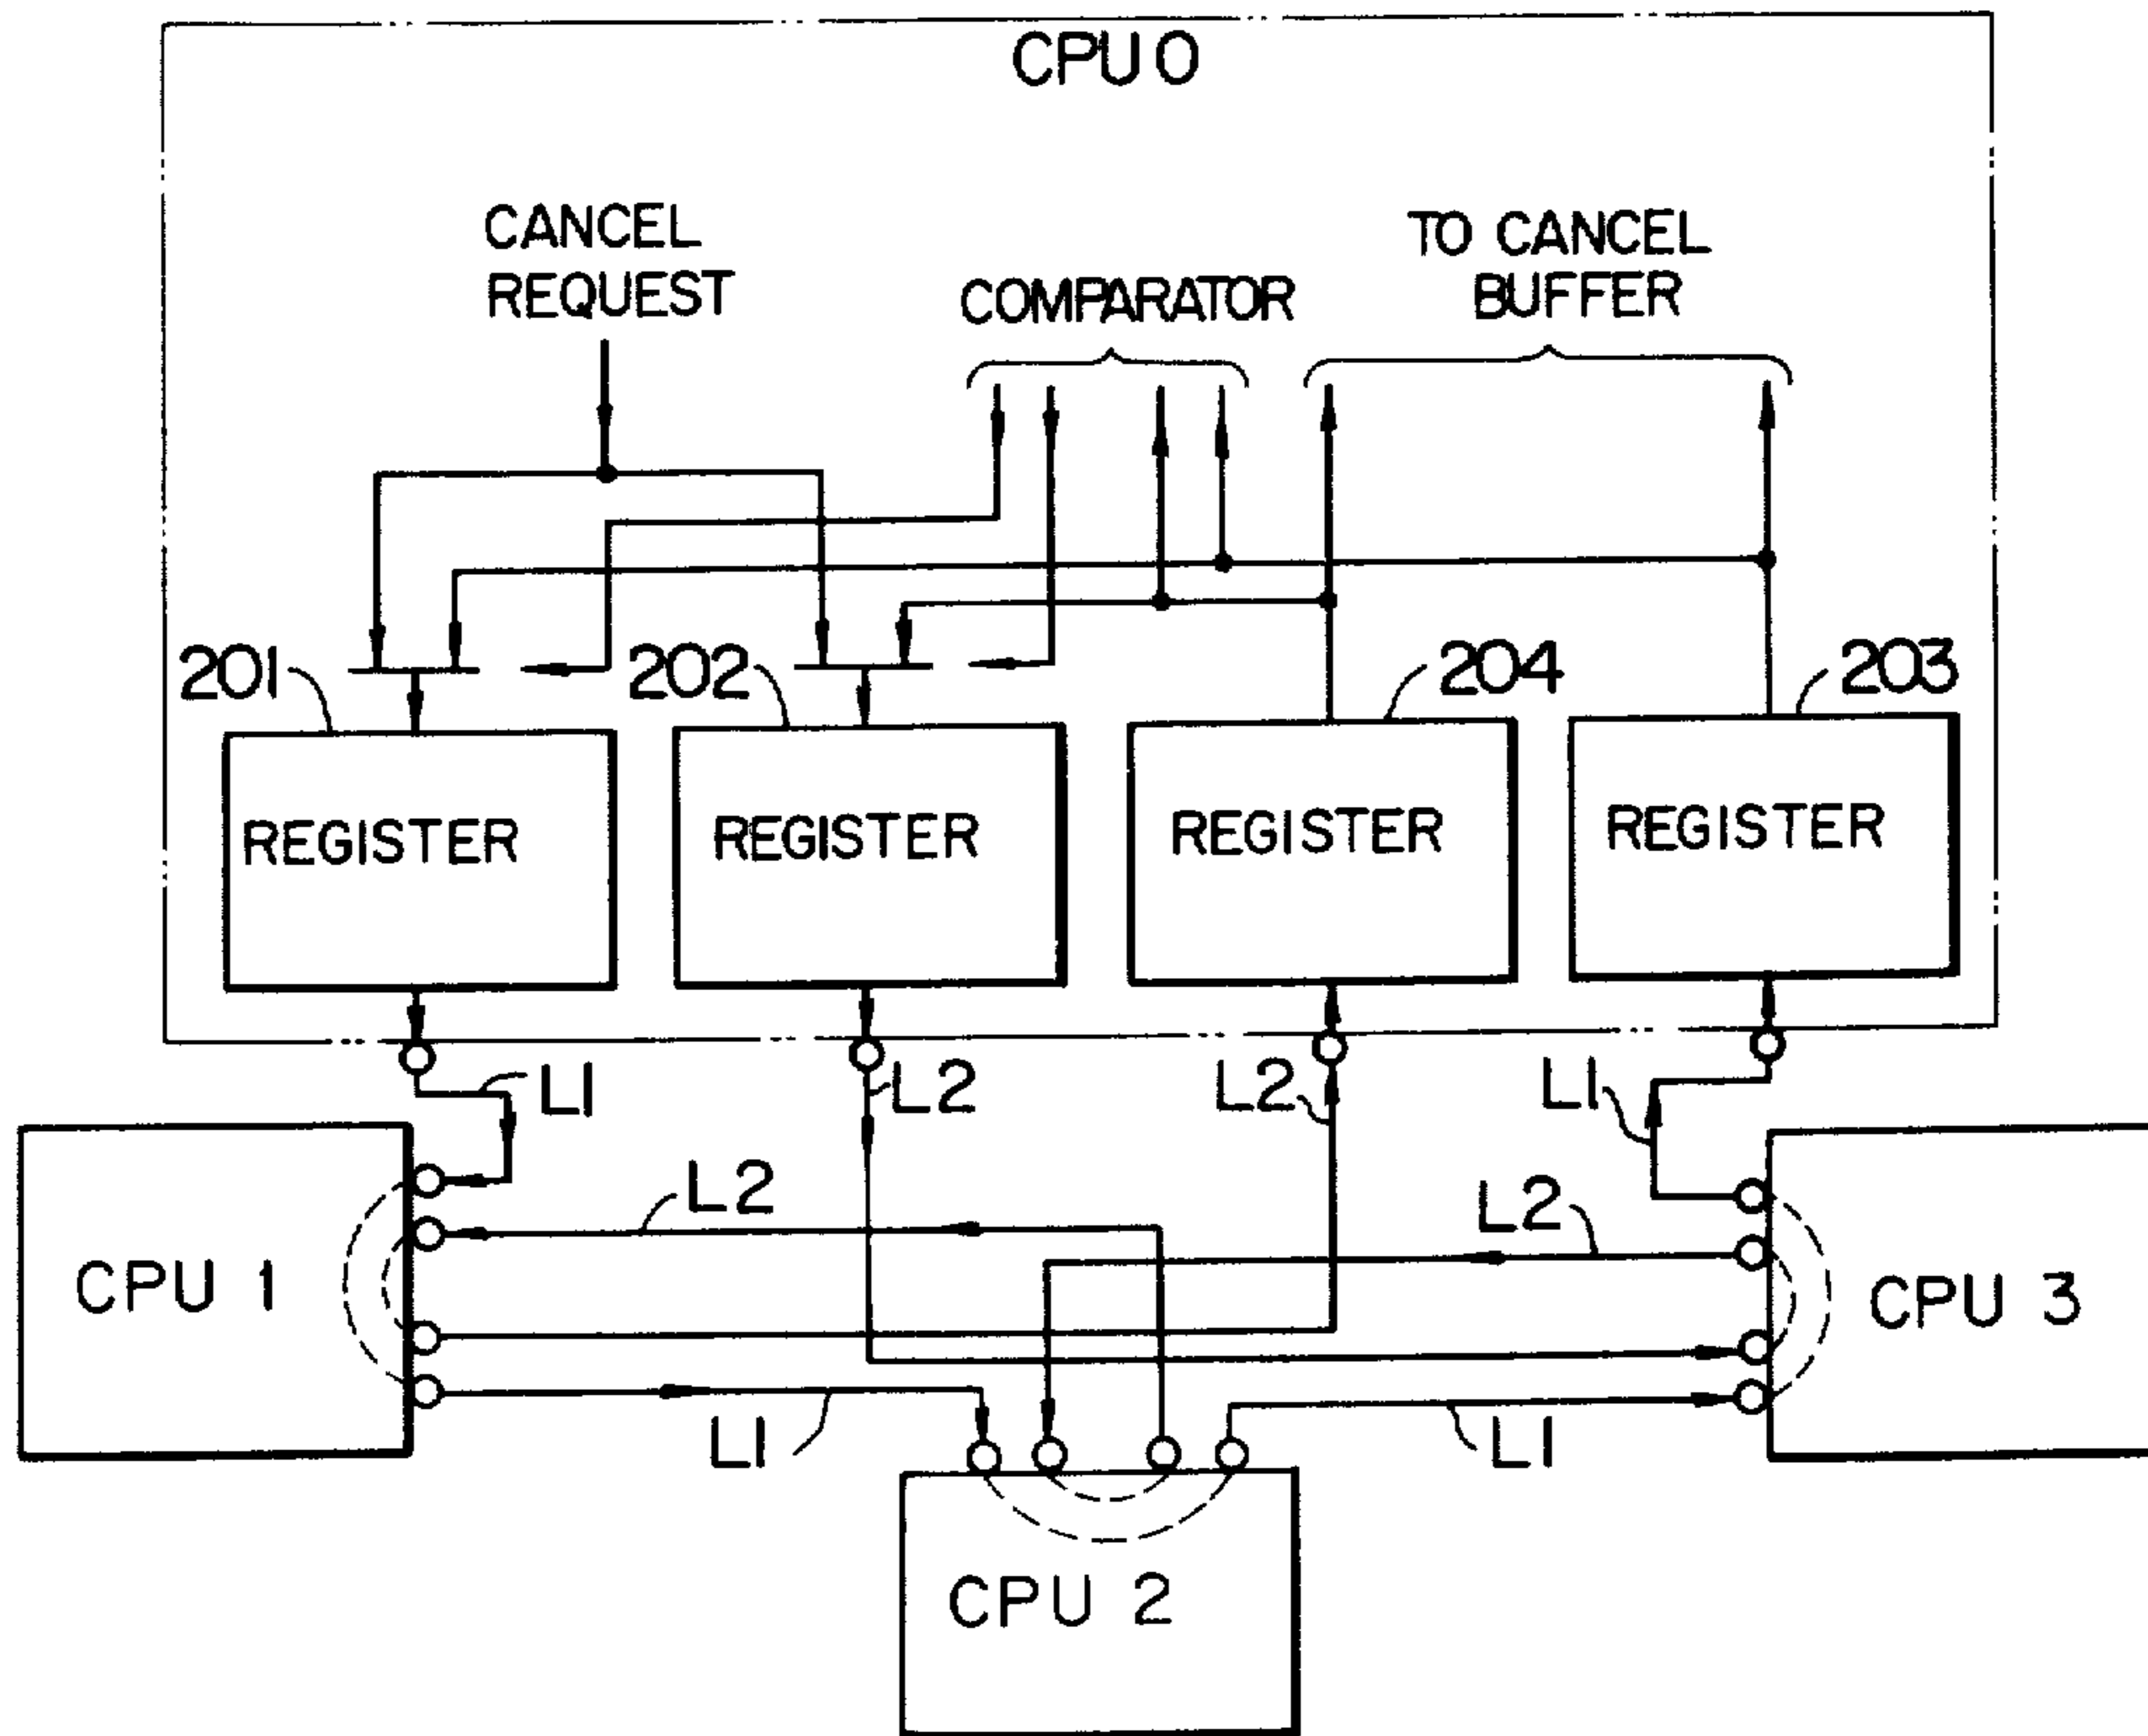 CPU 0
CANCEL
REQUEST
COMPARATOR
TO CANCEL
BUFFER
201
202
204
203
REGISTER
REGISTER
REGISTER
REGISTER
L1
L2
L2
L1
L2
L2
CPU 1
CPU 3
L1
L1
CPU 2